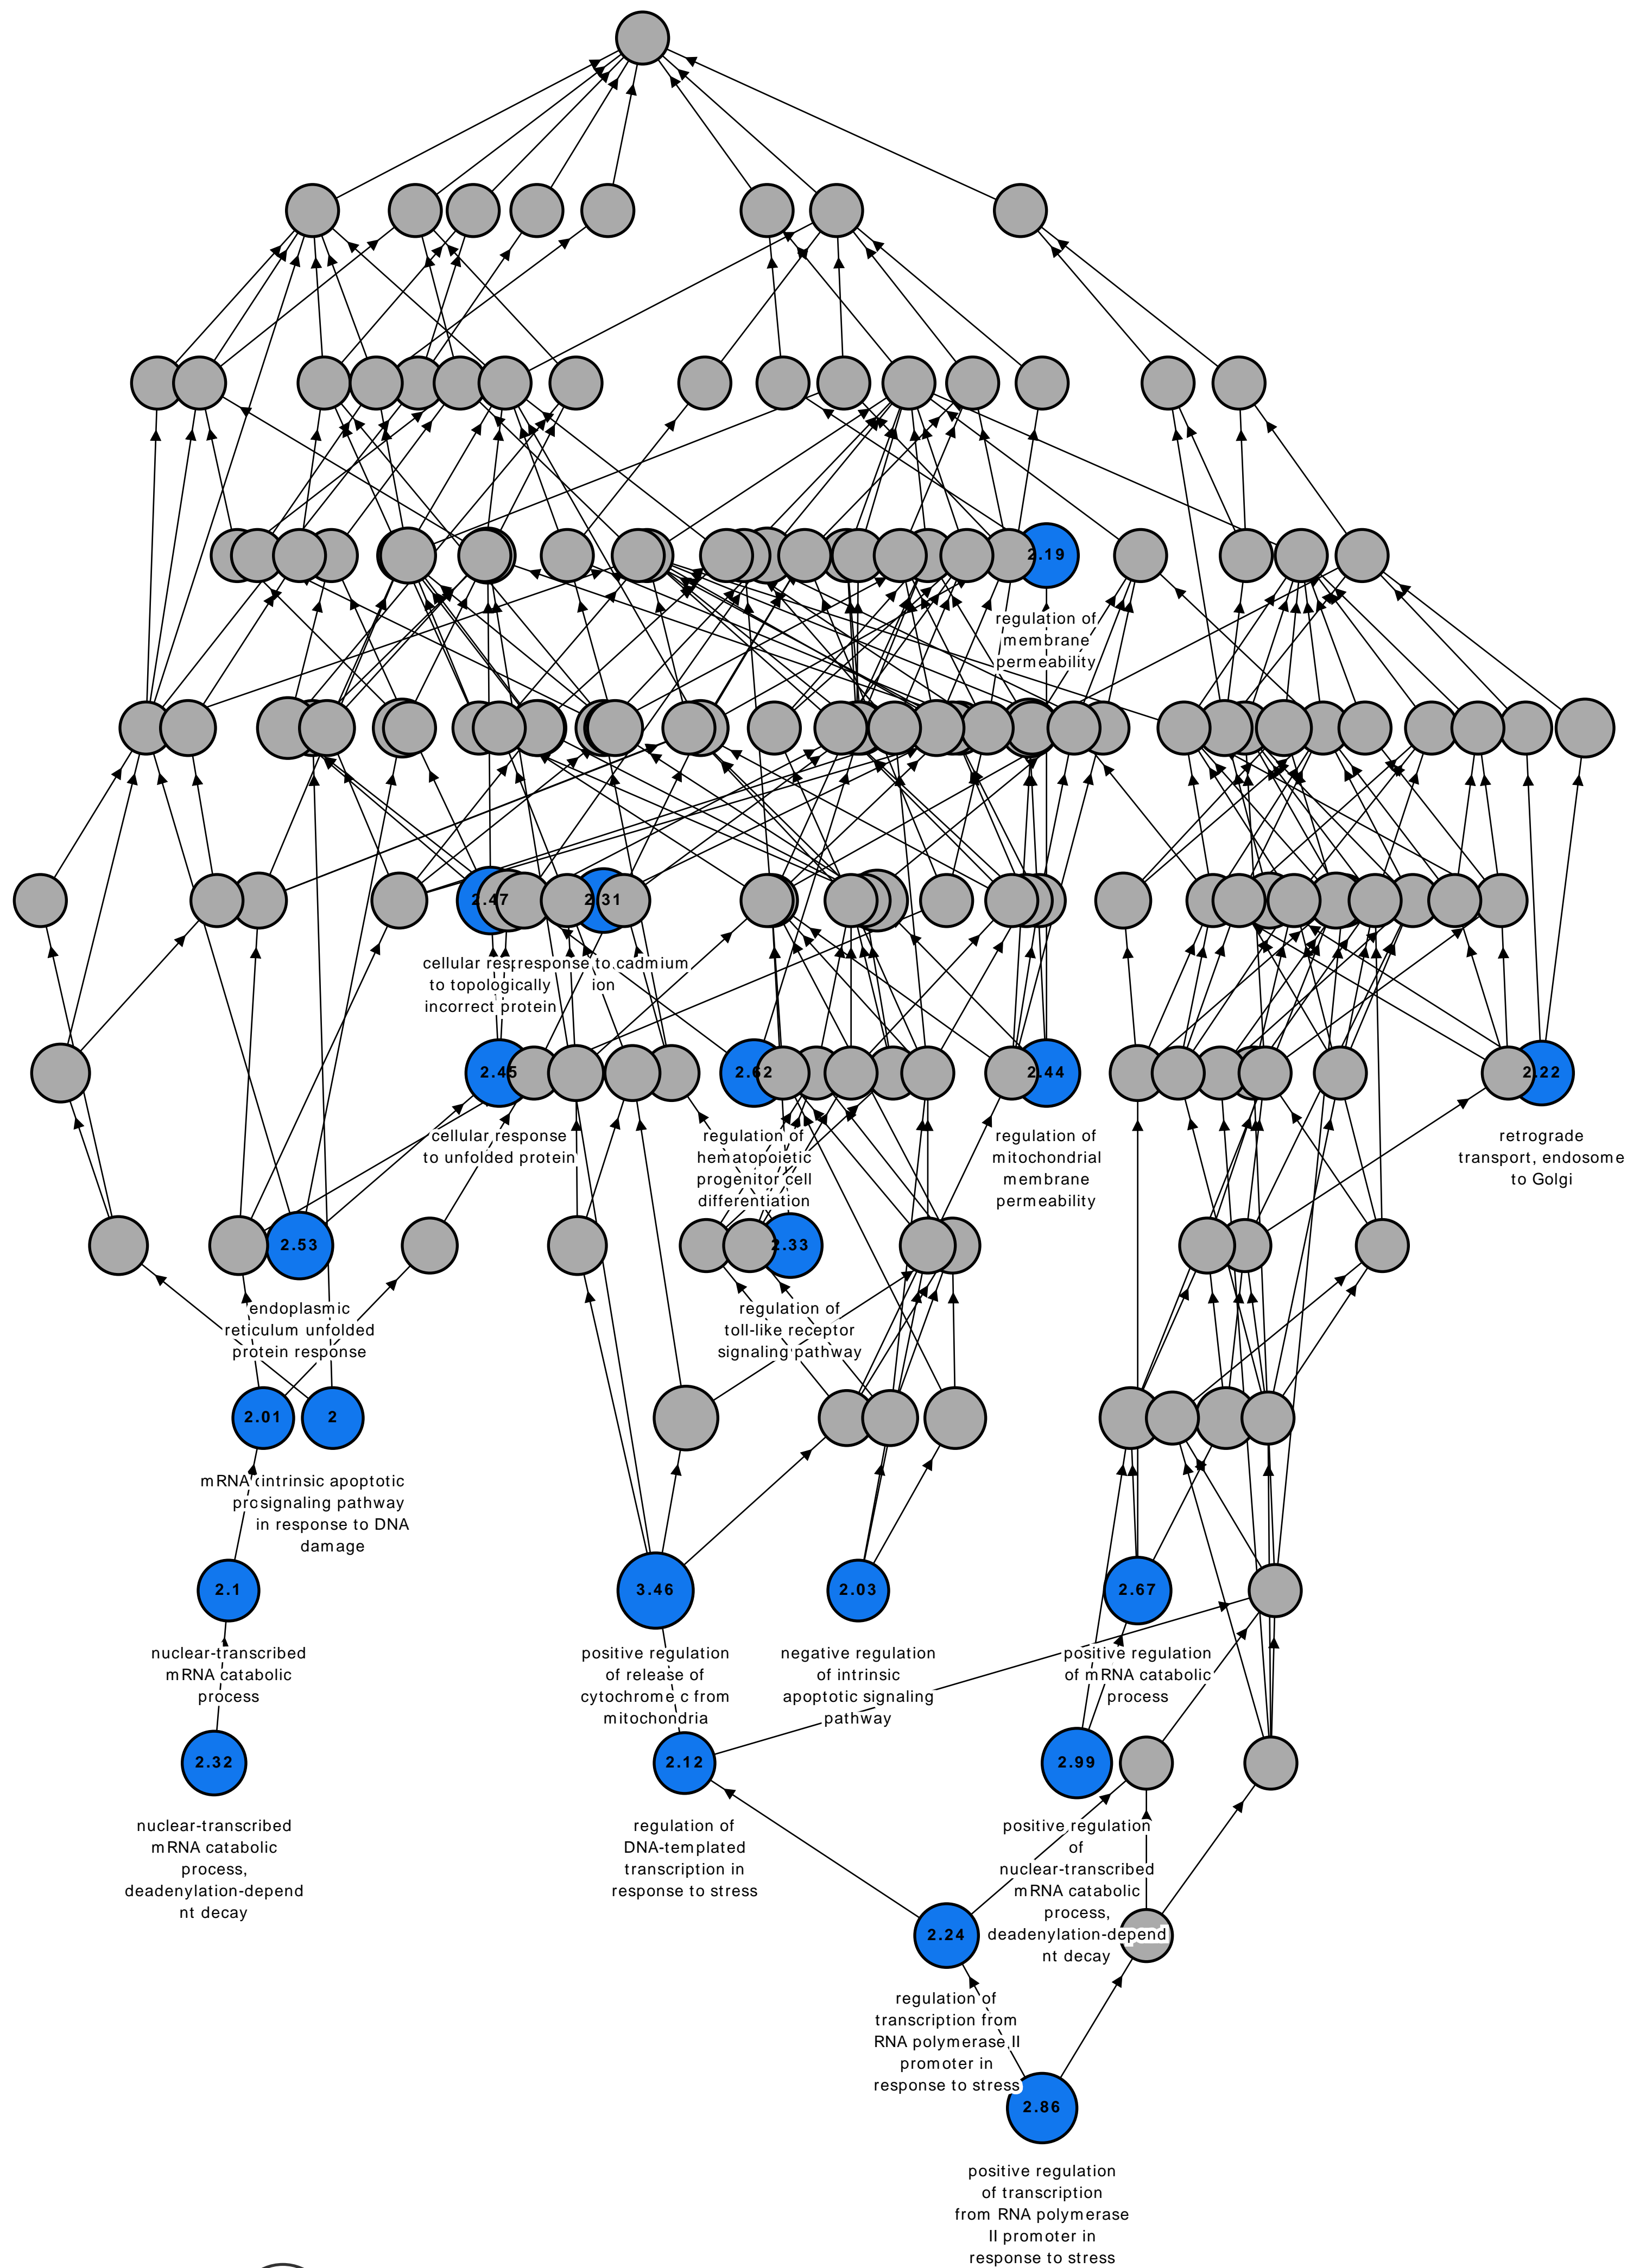 2.19
regulation of
membrane
permeability
2.47
2.31
cellular res
to topologically
incorrect protein
response to cadmium
ion
2.45
2.62
2.44
2.22
cellular response
to unfolded protein
regulation of
hematopoietic
progenitor cell
differentiation
regulation of
mitochondrial
membrane
permeability
retrograde
transport, endosome
to Golgi
2.53
2.33
endoplasmic
reticulum unfolded
protein response
regulation of
toll-like receptor
signaling pathway
2.01
2
mRNA
intrinsic apoptotic
signaling pathway
in response to DNA
damage
2.1
3.46
2.03
2.67
nuclear-transcribed
mRNA catabolic
process
positive regulation
of release of
cytochrome c from
mitochondria
negative regulation
of intrinsic
apoptotic signaling
pathway
positive regulation
of mRNA catabolic
process
2.32
2.12
2.99
nuclear-transcribed
mRNA catabolic
process,
deadenylation-depend
nt decay
regulation of
DNA-templated
transcription in
response to stress
positive regulation
of
nuclear-transcribed
mRNA catabolic
process,
deadenylation-depend
nt decay
2.24
regulation of
transcription from
RNA polymerase II
promoter in
response to stress
2.86
positive regulation
of transcription
from RNA polymerase
II promoter in
response to stress